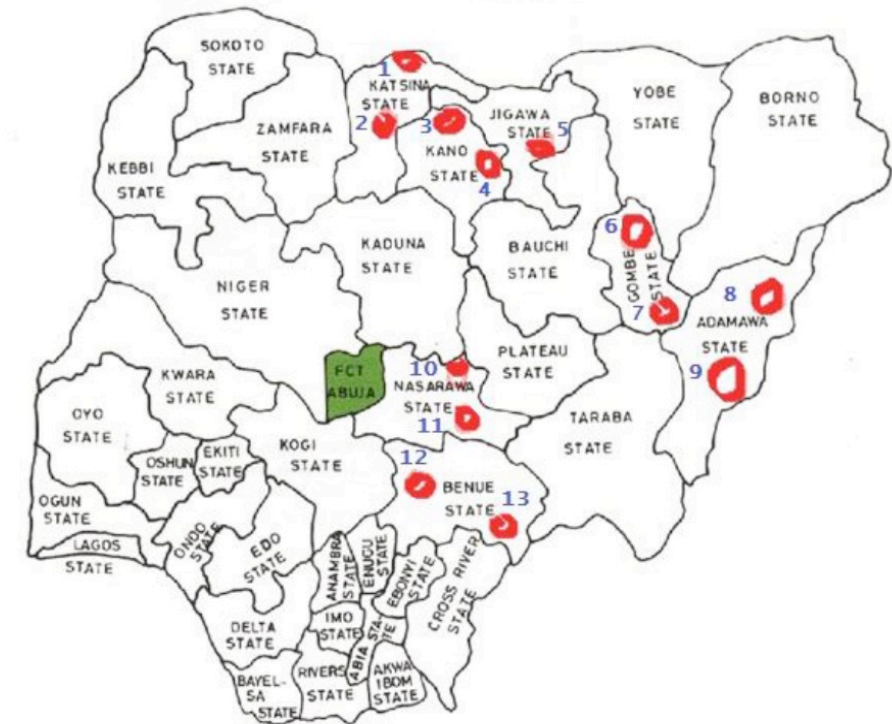 SOKOTO
STATE
1
KATSINA
STATE
2
ZAMFARA
STATE
KEBBI
STATE
3
KANO
STATE
4
JIGAWA
STATE
5
YOBE
STATE
BORNO
STATE
KADUNA
STATE
BAUCHI
STATE
6
GOMBE
STATE
7
8
ADAMAWA
STATE
9
NIGER
STATE
FCT
ABUJA
10
NASARAWA
STATE
11
PLATEAU
STATE
TARABA
STATE
KWARA
STATE
OYO
STATE
OSHUN
STATE
EKITI
STATE
KOGI
STATE
12
BENUE
STATE
13
OGUN
STATE
LAGOS
STATE
ONDO
STATE
EDO
STATE
ANAMBRA
STATE
ENUGU
STATE
EBONYI
STATE
CROSS RIVER
STATE
DELTA
STATE
IMO
STATE
ABIA
STA-
TE
BAYEL-
SA
STATE
RIVERS
STATE
AKWA
IBOM
STATE